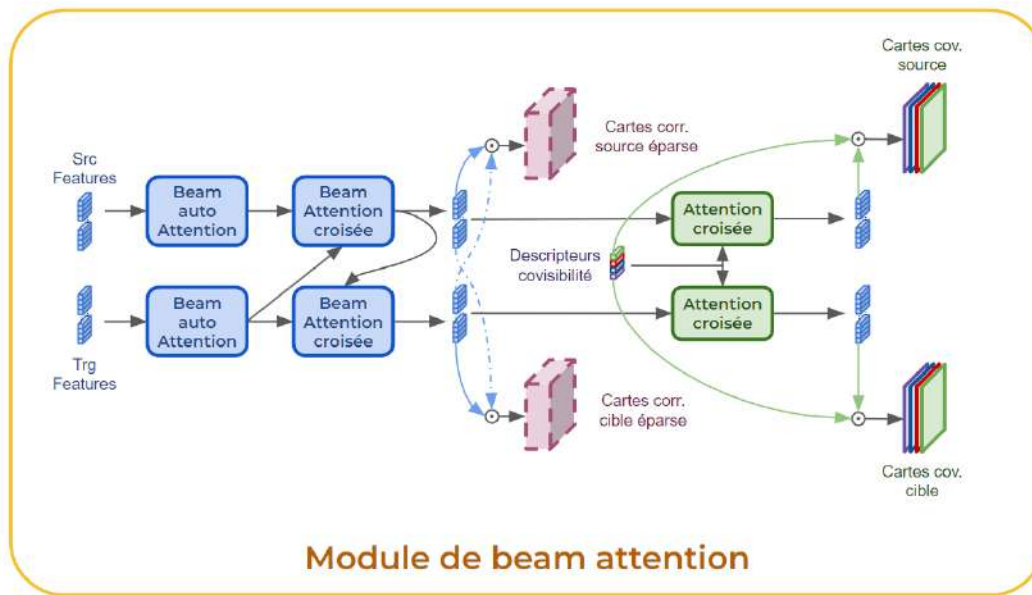 Cartes cov.
source
Cartes corr.
source éparse
Src
Features
Beam
auto
Attention
Beam
Attention
croisée
Attention
croisée
Descripteurs
covisibilité
Beam
auto
Attention
Beam
Attention
croisée
Attention
croisée
Trg
Features
Cartes corr.
cible éparse
Cartes cov.
cible
Module de beam attention